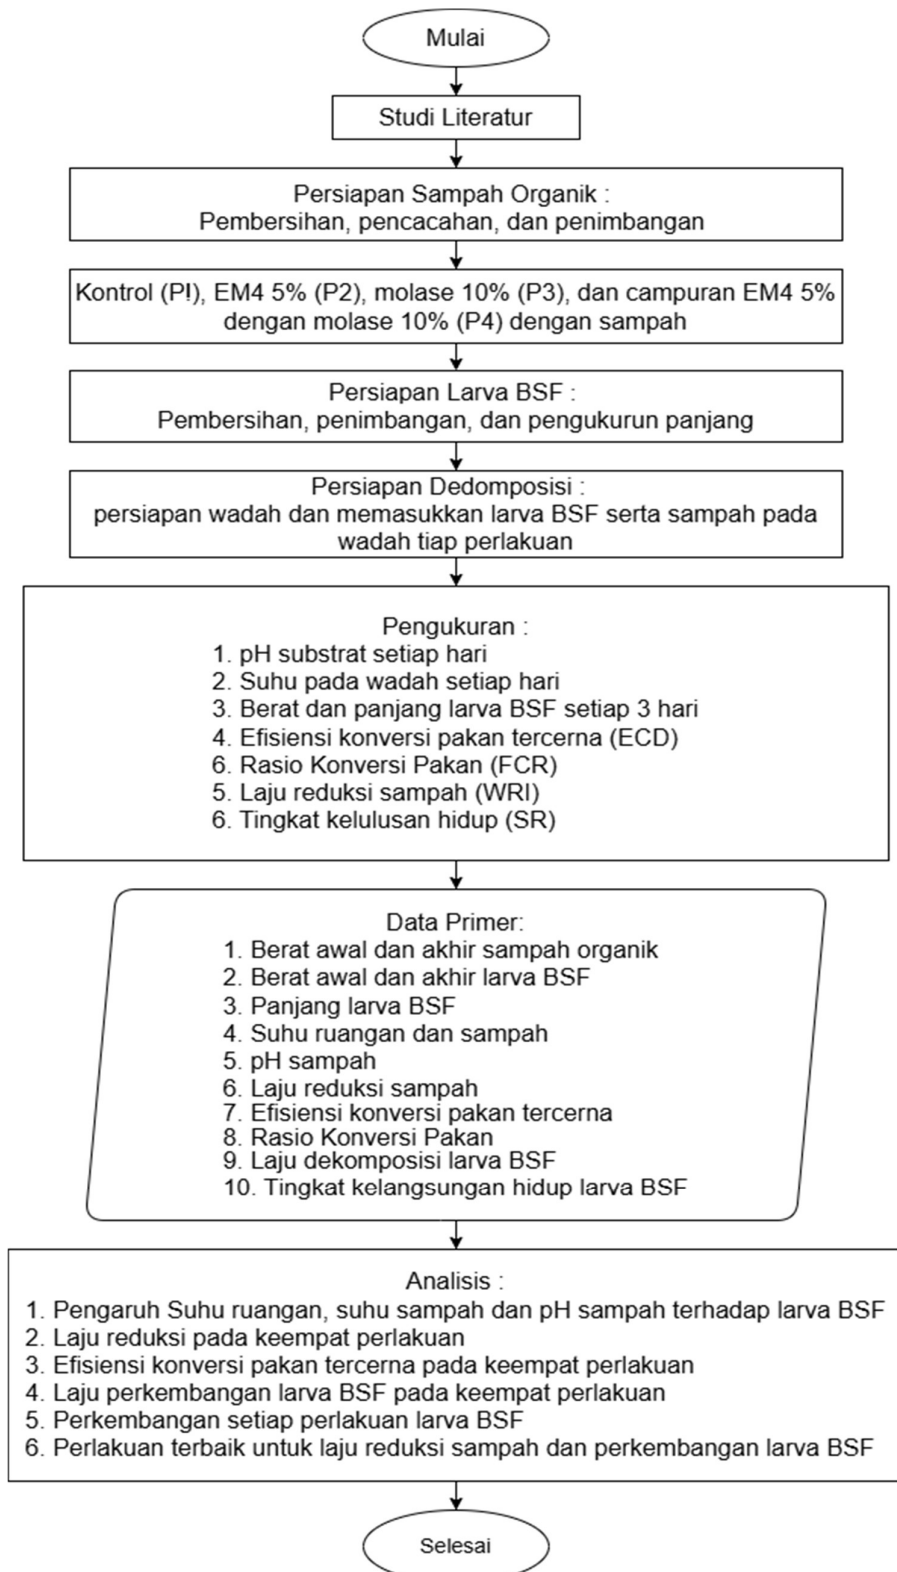 Mulai
Studi Literatur
Persiapan Sampah Organik :
Pembersihan, pencacahan, dan penimbangan
Kontrol (P!), EM4 5% (P2), molase 10% (P3), dan campuran EM4 5%
dengan molase 10% (P4) dengan sampah
Persiapan Larva BSF :
Pembersihan, penimbangan, dan pengukurun panjang
Persiapan Dedomposisi :
persiapan wadah dan memasukkan larva BSF serta sampah pada
wadah tiap perlakuan
Pengukuran :
1. pH substrat setiap hari
2. Suhu pada wadah setiap hari
3. Berat dan panjang larva BSF setiap 3 hari
4. Efisiensi konversi pakan tercerna (ECD)
6. Rasio Konversi Pakan (FCR)
5. Laju reduksi sampah (WRI)
6. Tingkat kelulusan hidup (SR)
Data Primer:
1. Berat awal dan akhir sampah organik
2. Berat awal dan akhir larva BSF
3. Panjang larva BSF
4. Suhu ruangan dan sampah
5. pH sampah
6. Laju reduksi sampah
7. Efisiensi konversi pakan tercerna
8. Rasio Konversi Pakan
9. Laju dekomposisi larva BSF
10. Tingkat kelangsungan hidup larva BSF
Analisis :
1. Pengaruh Suhu ruangan, suhu sampah dan pH sampah terhadap larva BSF
2. Laju reduksi pada keempat perlakuan
3. Efisiensi konversi pakan tercerna pada keempat perlakuan
4. Laju perkembangan larva BSF pada keempat perlakuan
5. Perkembangan setiap perlakuan larva BSF
6. Perlakuan terbaik untuk laju reduksi sampah dan perkembangan larva BSF
Selesai